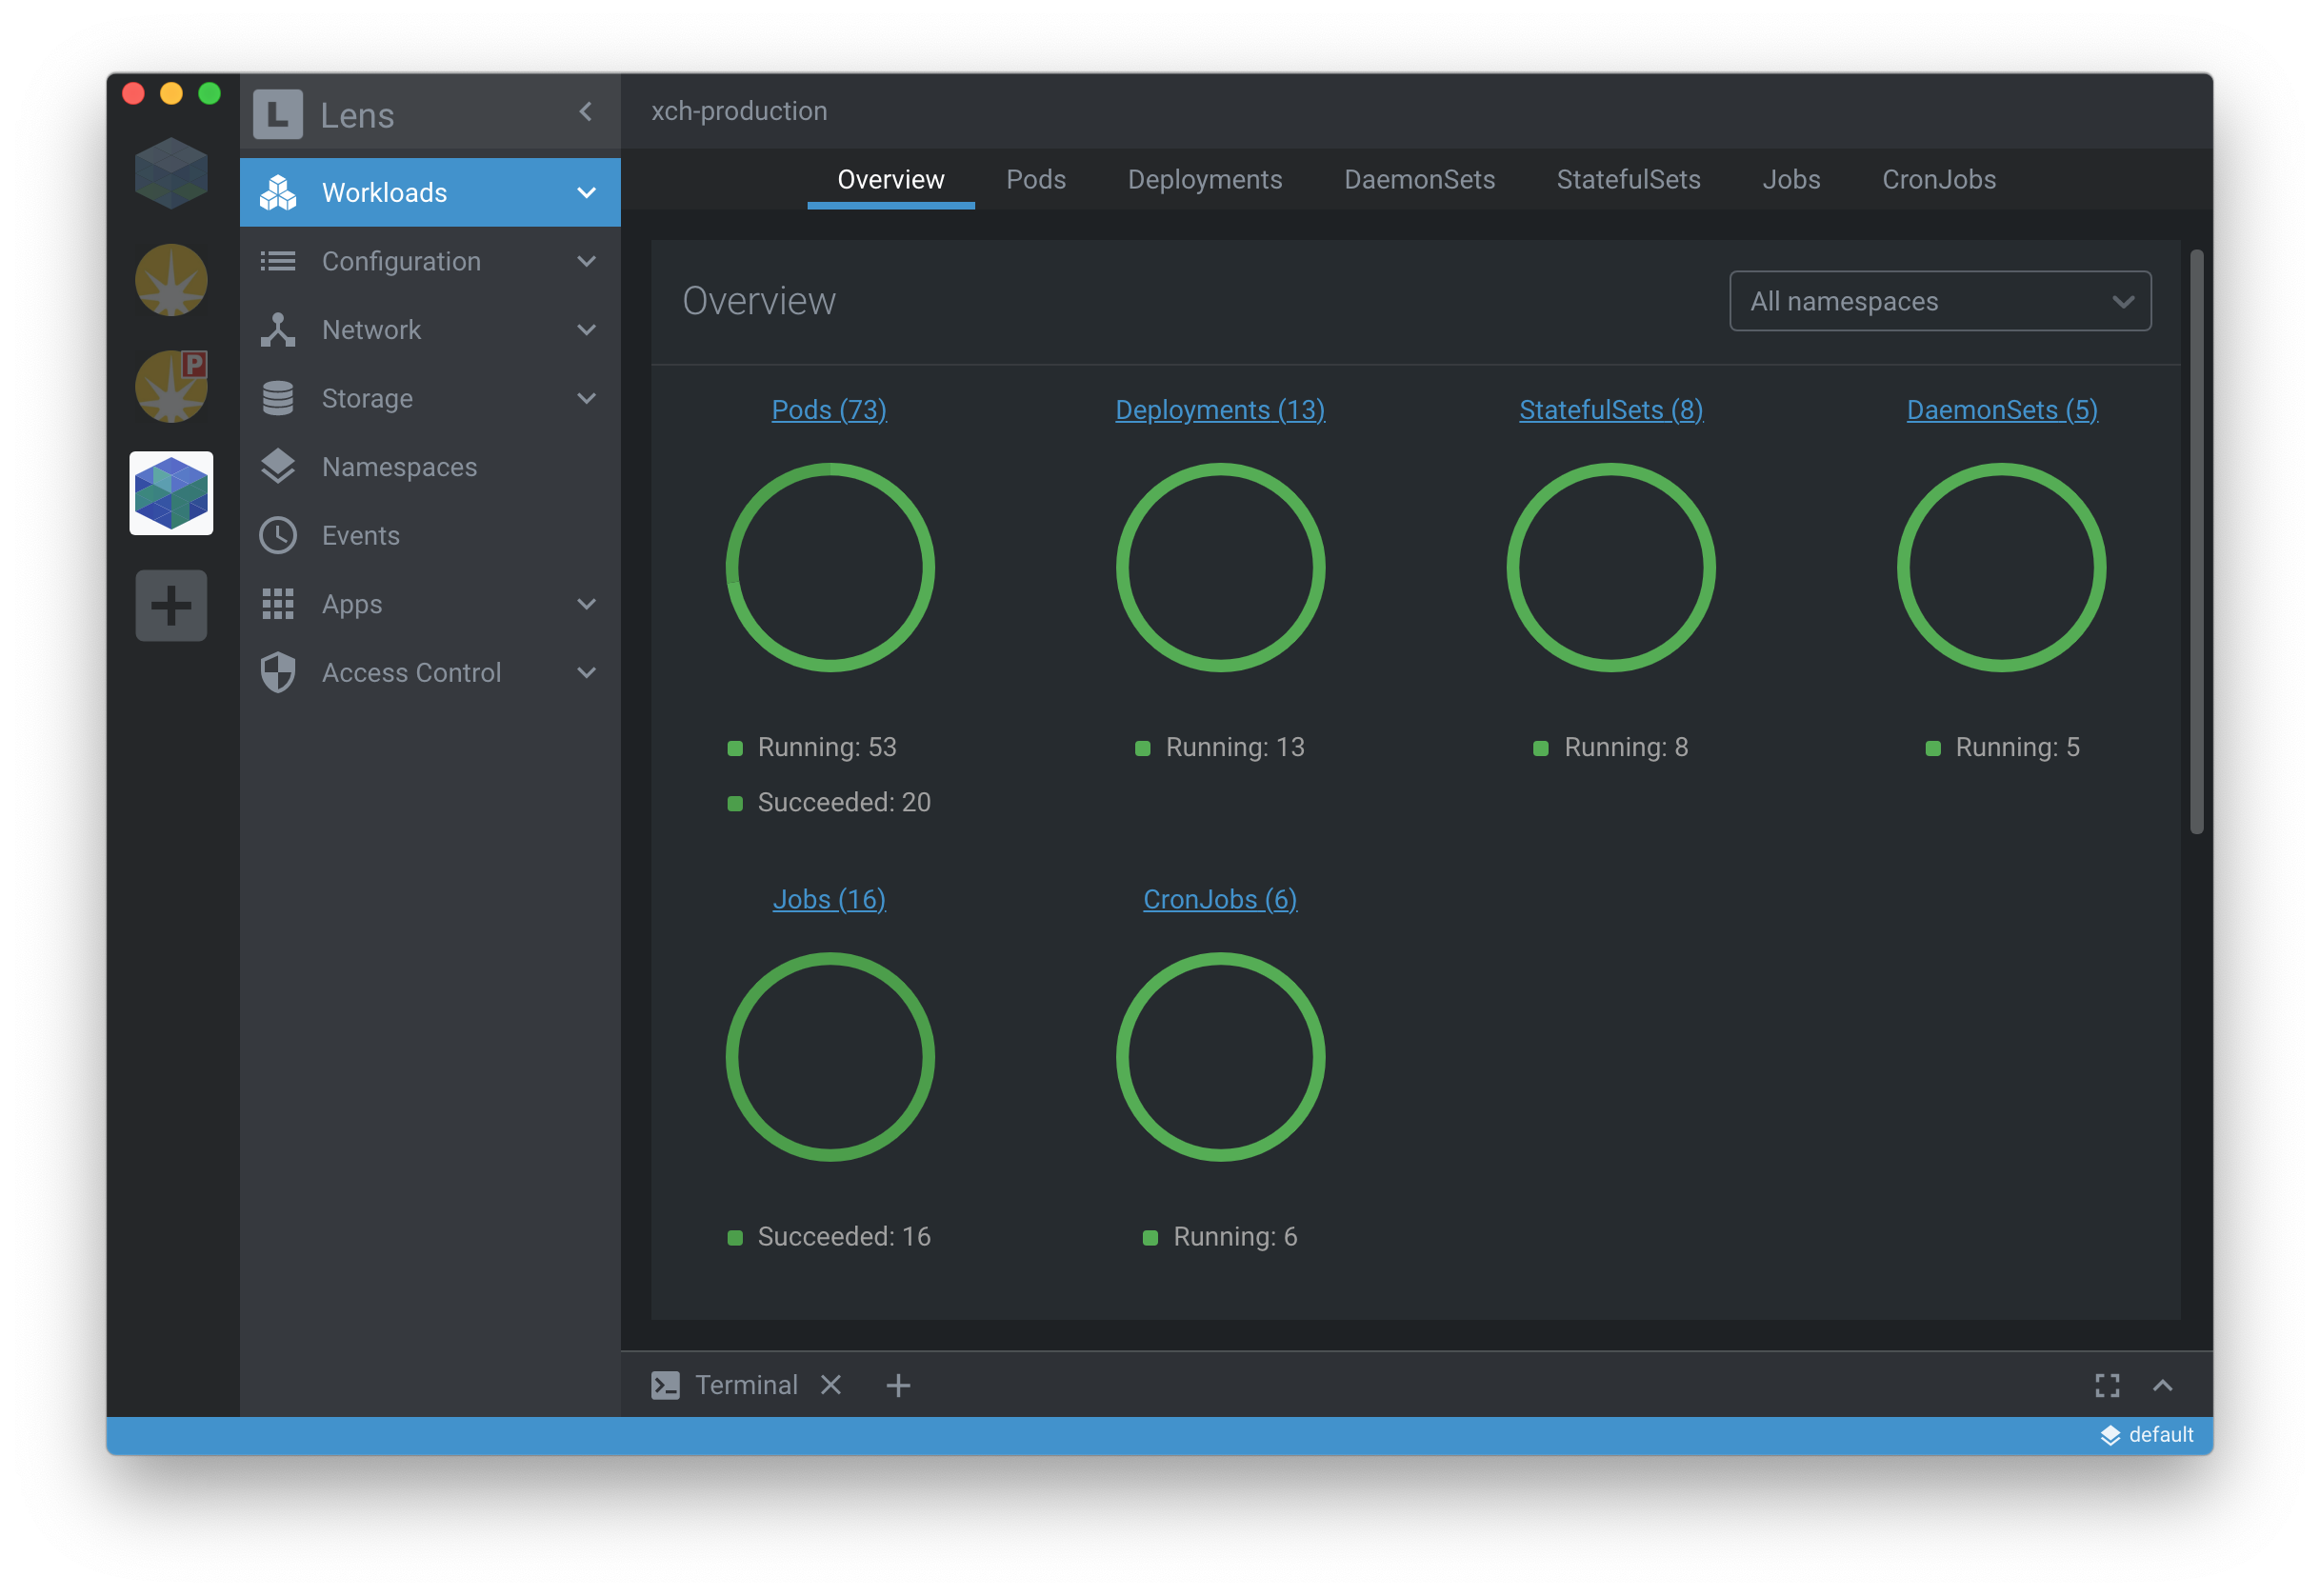 L Lens
xch-production
Workloads
Configuration
Network
Storage
Namespaces
Events
Apps
Access Control
P
Overview Pods Deployments DaemonSets StatefulSets Jobs CronJobs
Overview
All namespaces
Pods (73) Deployments (13) StatefulSets (8) DaemonSets (5)
Running: 53 Running: 13 Running: 8 Running: 5
Succeeded: 20
Jobs (16) CronJobs (6)
Succeeded: 16 Running: 6
Terminal
default